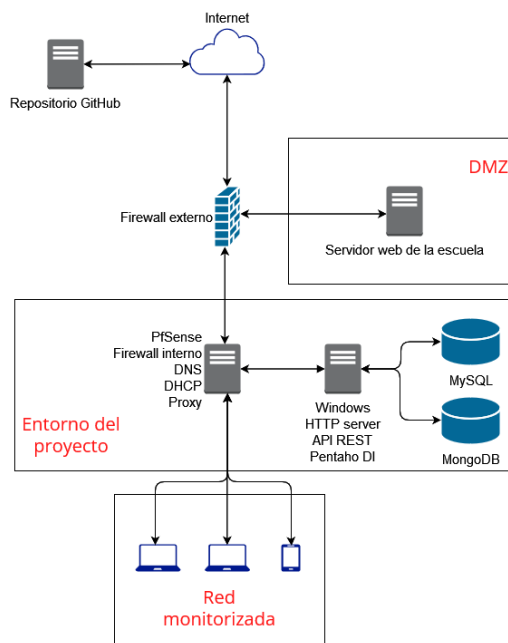 Internet
Repositorio GitHub
DMZ
Firewall externo
Servidor web de la escuela
PfSense
Firewall interno
DNS
DHCP
Proxy
MySQL
Windows
HTTP server
API REST
Pentaho DI
Entorno del
proyecto
MongoDB
Red
monitorizada